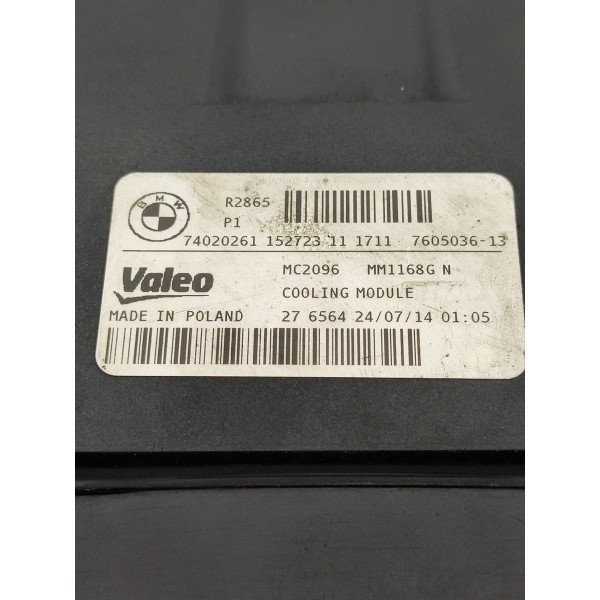 BMW
R2865
P1
74020261 152723 11 1711 7605036-13
Valeo
MC2096 MM1168G N
COOLING MODULE
MADE IN POLAND 27 6564 24/07/14 01:05